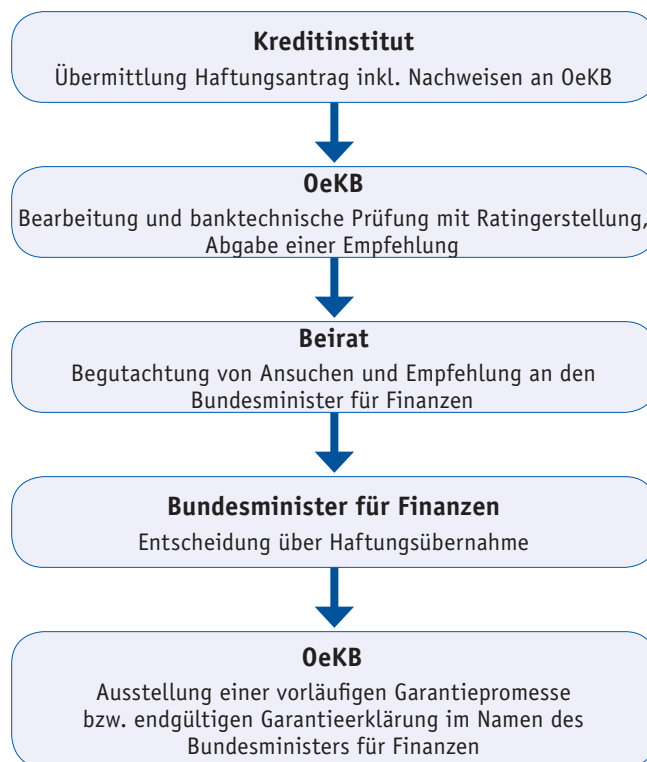 Kreditinstitut
Übermittlung Haftungsantrag inkl. Nachweisen an OeKB
OeKB
Bearbeitung und banktechnische Prüfung mit Ratingerstellung,
Abgabe einer Empfehlung
Beirat
Begutachtung von Ansuchen und Empfehlung an den
Bundesminister für Finanzen
Bundesminister für Finanzen
Entscheidung über Haftungsübernahme
OeKB
Ausstellung einer vorläufigen Garantiepromesse
bzw. endgültigen Garantieerklärung im Namen des
Bundesministers für Finanzen